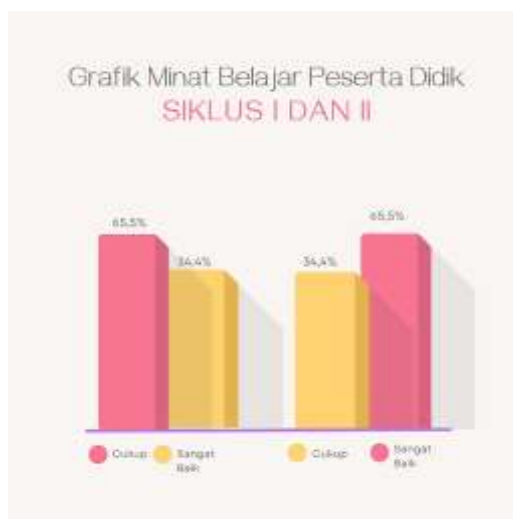 Grafik Minat Belajar Peserta Didik
SIKLUS I DAN II
65,5%
34,4%
34,4%
65,5%
Cukup
Sangat
Baik
Cukup
Sangat
Baik